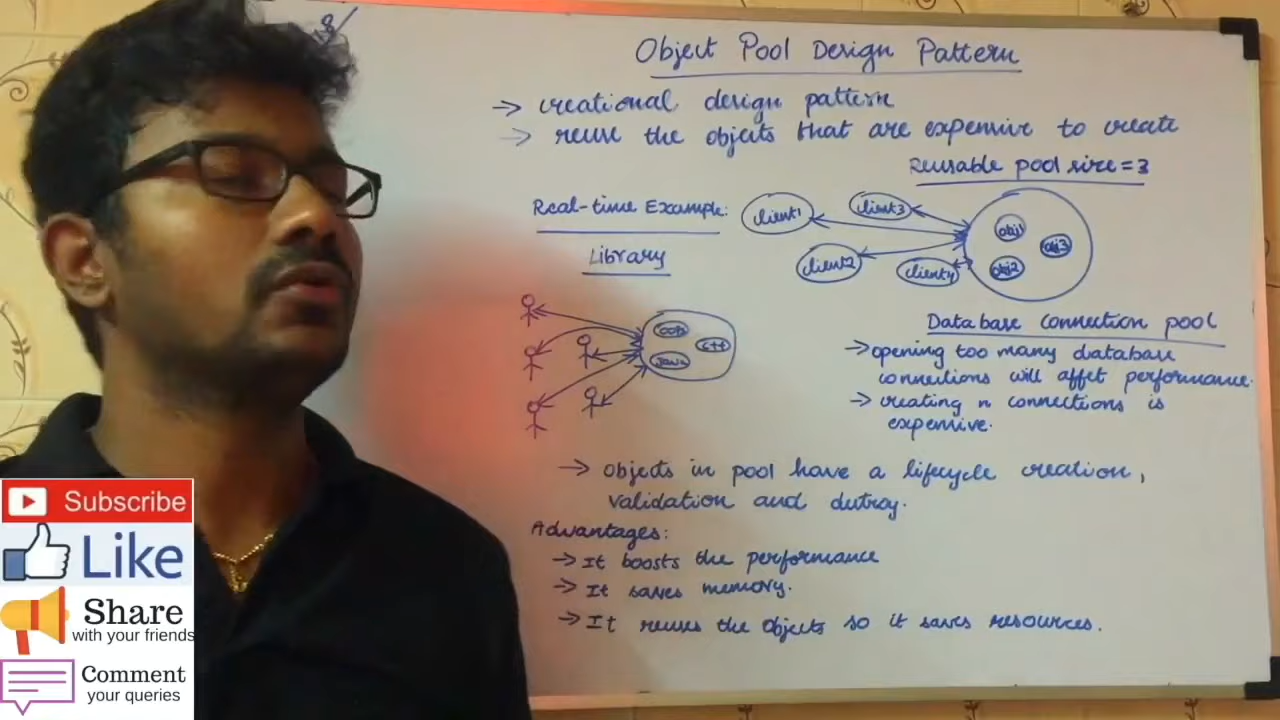 Object Pool Design Pattern
→ creational design pattern
→ reuse the objects that are expensive to create
Reusable pool size = 3
Real-time Example:
Library
client1
client3
client2
client4
obj1
obj3
obj2
oops
C++
Java
Database connection pool
→ opening too many database
connections will affet performance.
→ creating n connections is
expensive.
→ objects in pool have a lifecycle creation,
validation and dutroy.
Advantages:
→ It boosts the performance
→ It saves memory.
→ It reuses the objects so it saves resources.
Subscribe
Like
Share
with your friends
Comment
your queries